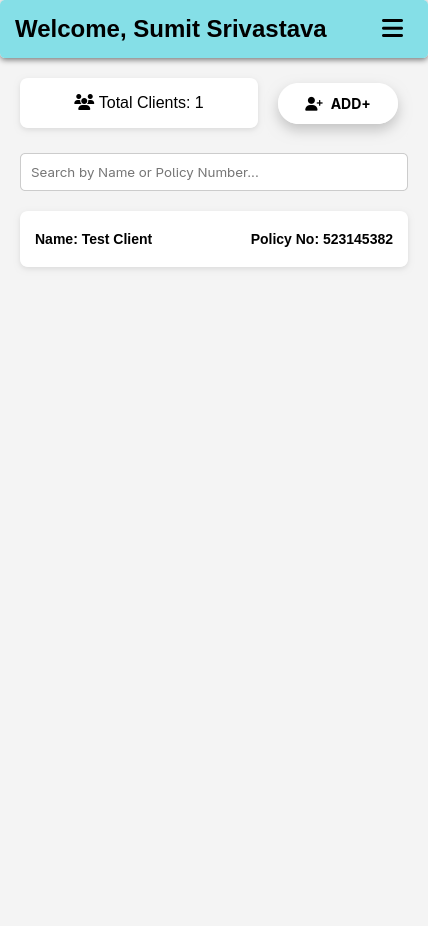 Welcome, Sumit Srivastava
Total Clients: 1
ADD+
Search by Name or Policy Number...
Name: Test Client
Policy No: 523145382